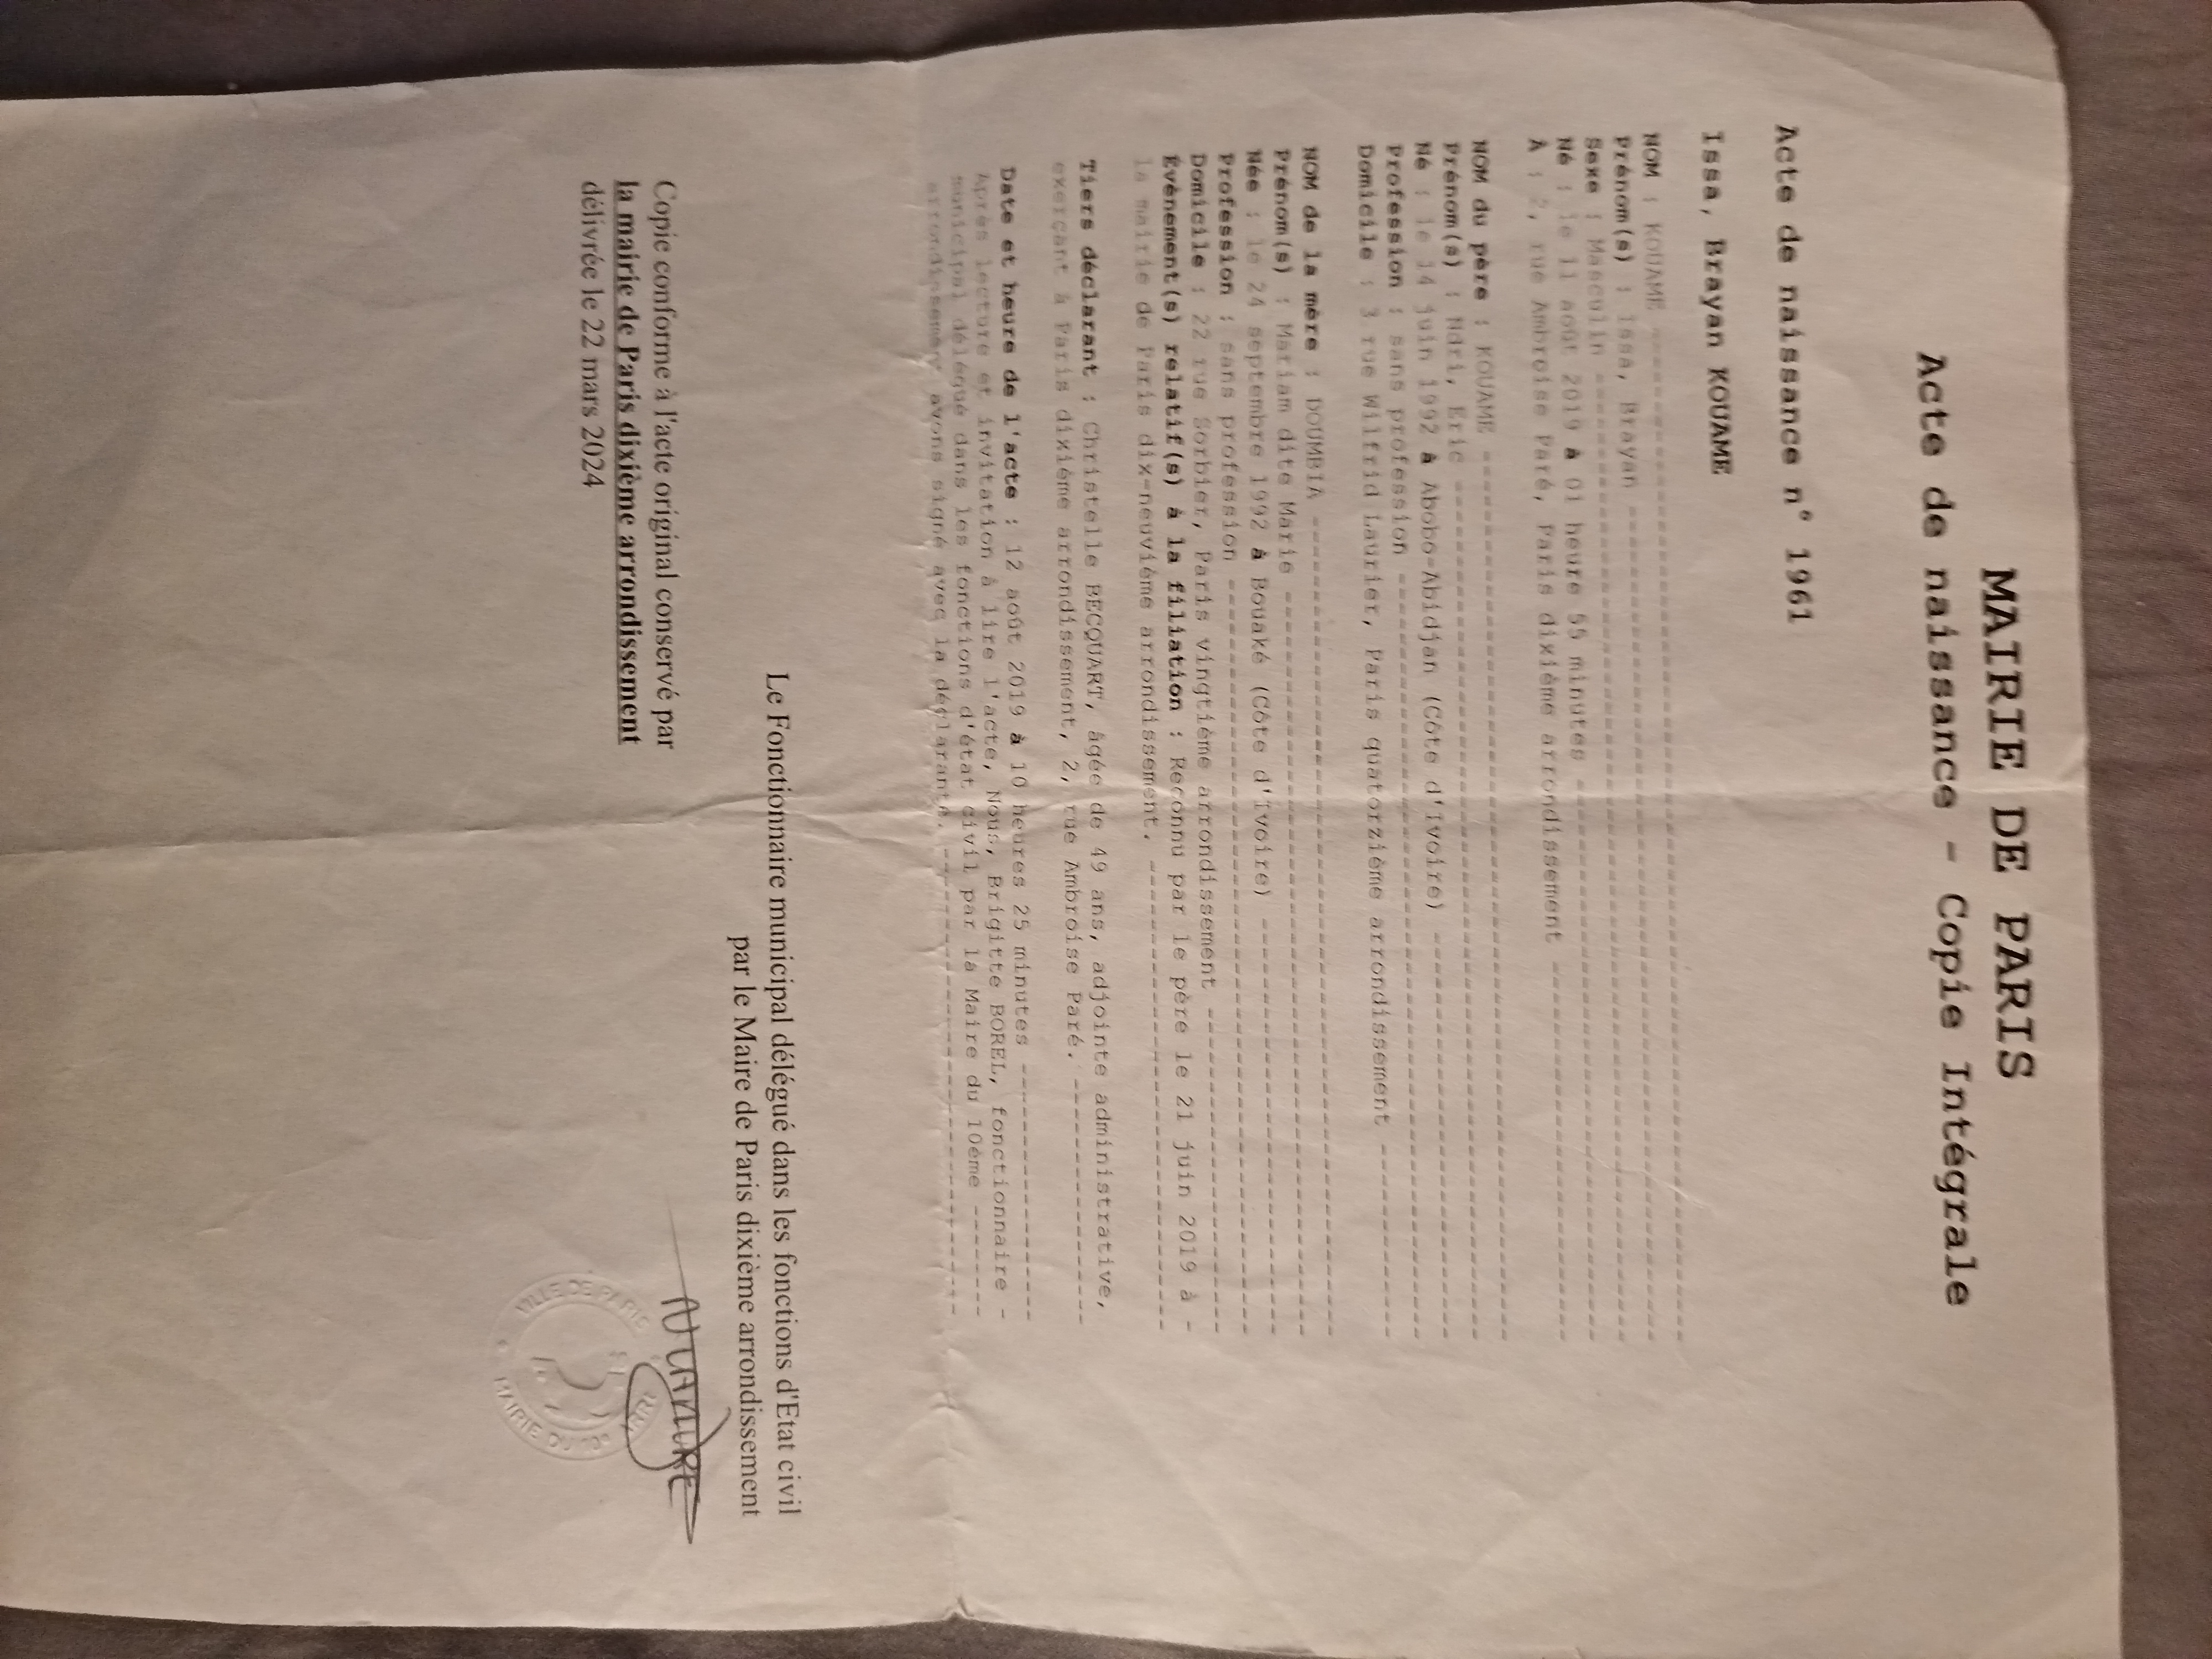 MAIRIE DE PARIS
Acte de naissance - Copie Intégrale
Acte de naissance n° 1961
Issa, Brayan KOUAME
NOM : KOUAME
Prénom(s) : Issa, Brayan
Sexe : Masculin
Né : le 11 août 2019 à 01 heure 55 minutes
À : 2, rue Ambroise Paré, Paris dixième arrondissement
NOM du père : KOUAME
Prénom(s) : Ndri, Eric
Né : le 14 juin 1992 à Abobo-Abidjan (Côte d'Ivoire)
Profession : sans profession
Domicile : 3 rue Wilfrid Laurier, Paris quatorzième arrondissement
NOM de la mère : DOUMBIA
Prénom(s) : Mariam dite Marie
Née : le 24 septembre 1992 à Bouaké (Côte d'Ivoire)
Profession : sans profession
Domicile : 22 rue Sorbier, Paris vingtième arrondissement
Évènement(s) relatif(s) à la filiation : Reconnu par le père le 21 juin 2019 à -
la mairie de Paris dix-neuvième arrondissement.
Tiers déclarant : Christelle BECQUART, âgée de 49 ans, adjointe administrative,
exerçant à Paris dixième arrondissement, 2, rue Ambroise Paré.
Date et heure de l'acte : 12 août 2019 à 10 heures 25 minutes
Après lecture et invitation à lire l'acte, Nous, Brigitte BOREL, fonctionnaire -
municipal délégué dans les fonctions d'état civil par la Maire du 10ème
arrondissement avons signé avec la déclarante.
Le Fonctionnaire municipal délégué dans les fonctions d'Etat civil
par le Maire de Paris dixième arrondissement
Copie conforme à l'acte original conservé par
la mairie de Paris dixième arrondissement
délivrée le 22 mars 2024
VILLE DE PARIS
MAIRIE DU 10e ARR